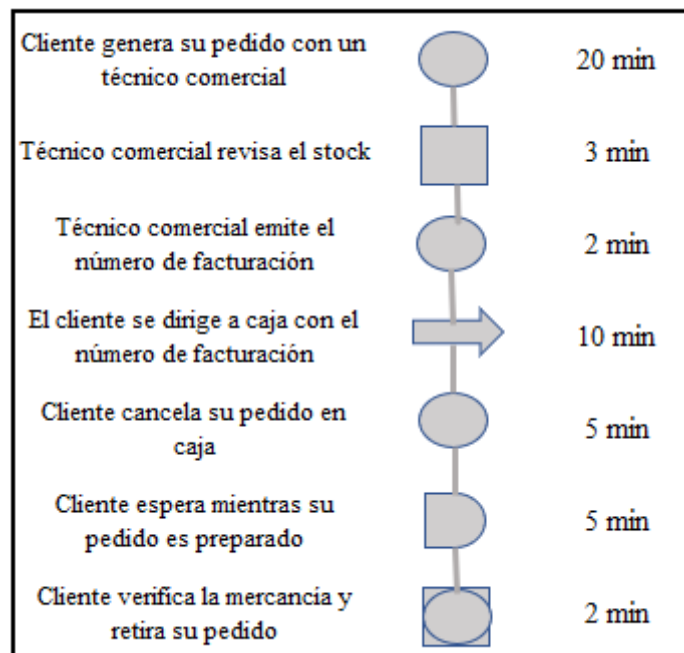 Cliente genera su pedido con un
técnico comercial
20 min
Técnico comercial revisa el stock
3 min
Técnico comercial emite el
número de facturación
2 min
El cliente se dirige a caja con el
número de facturación
10 min
Cliente cancela su pedido en
caja
5 min
Cliente espera mientras su
pedido es preparado
5 min
Cliente verifica la mercancía y
retira su pedido
2 min